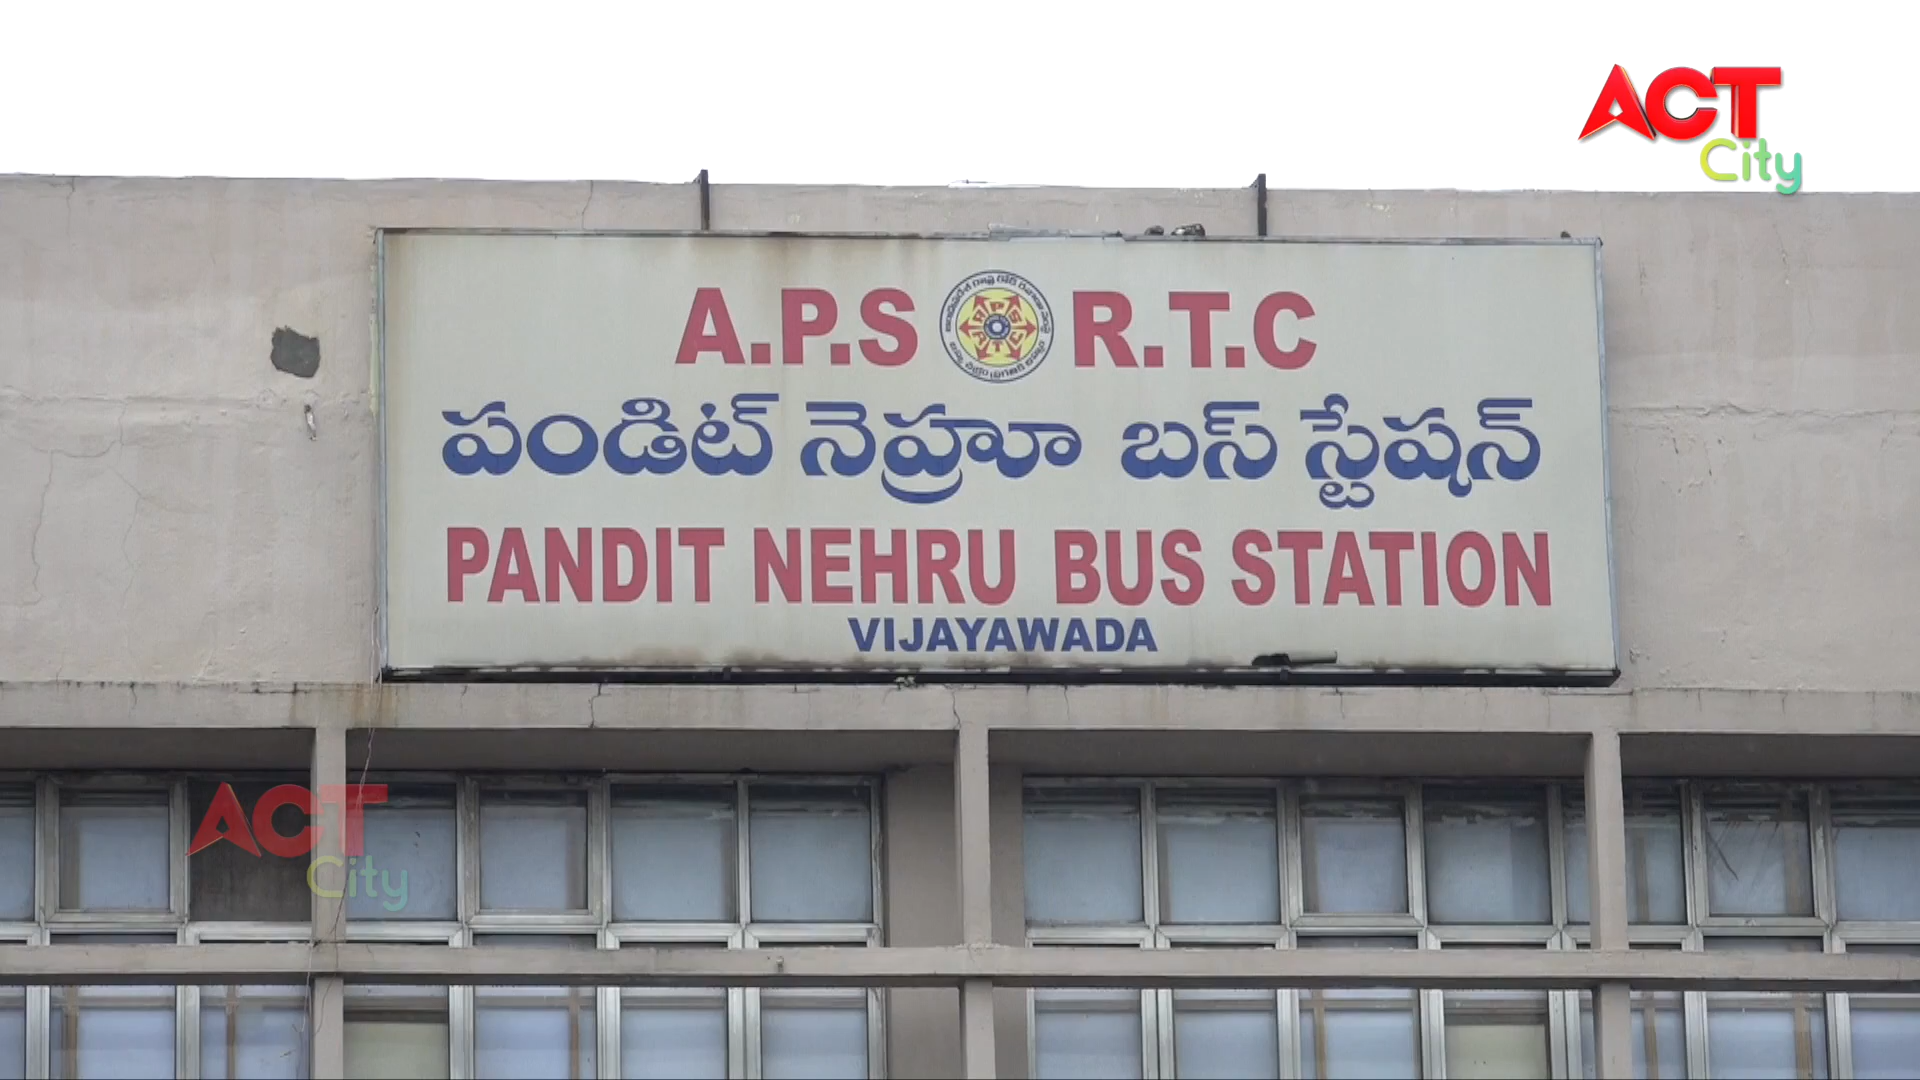 ACT
City
A.P.S R.T.C
పండిట్ నెహ్రూ బస్ స్టేషన్
PANDIT NEHRU BUS STATION
VIJAYAWADA
ACT
City